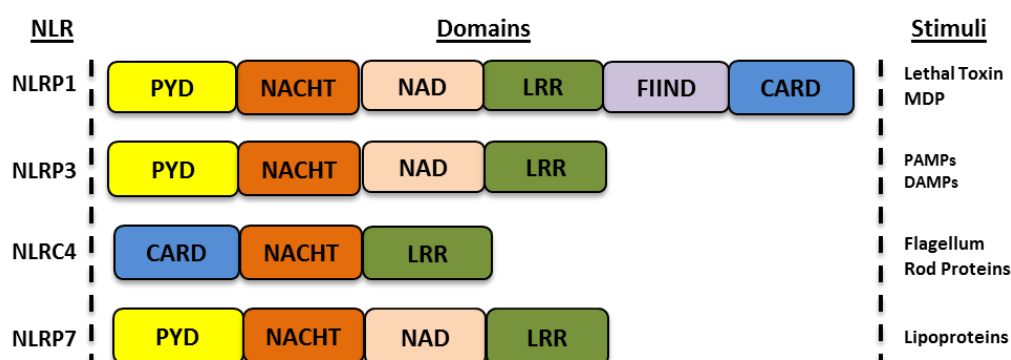 NLR Domains Stimuli
NLRP1 PYD NACHT NAD LRR FIIND CARD Lethal Toxin
MDP
NLRP3 PYD NACHT NAD LRR PAMPs
DAMPs
NLRC4 CARD NACHT LRR Flagellum
Rod Proteins
NLRP7 PYD NACHT NAD LRR Lipoproteins